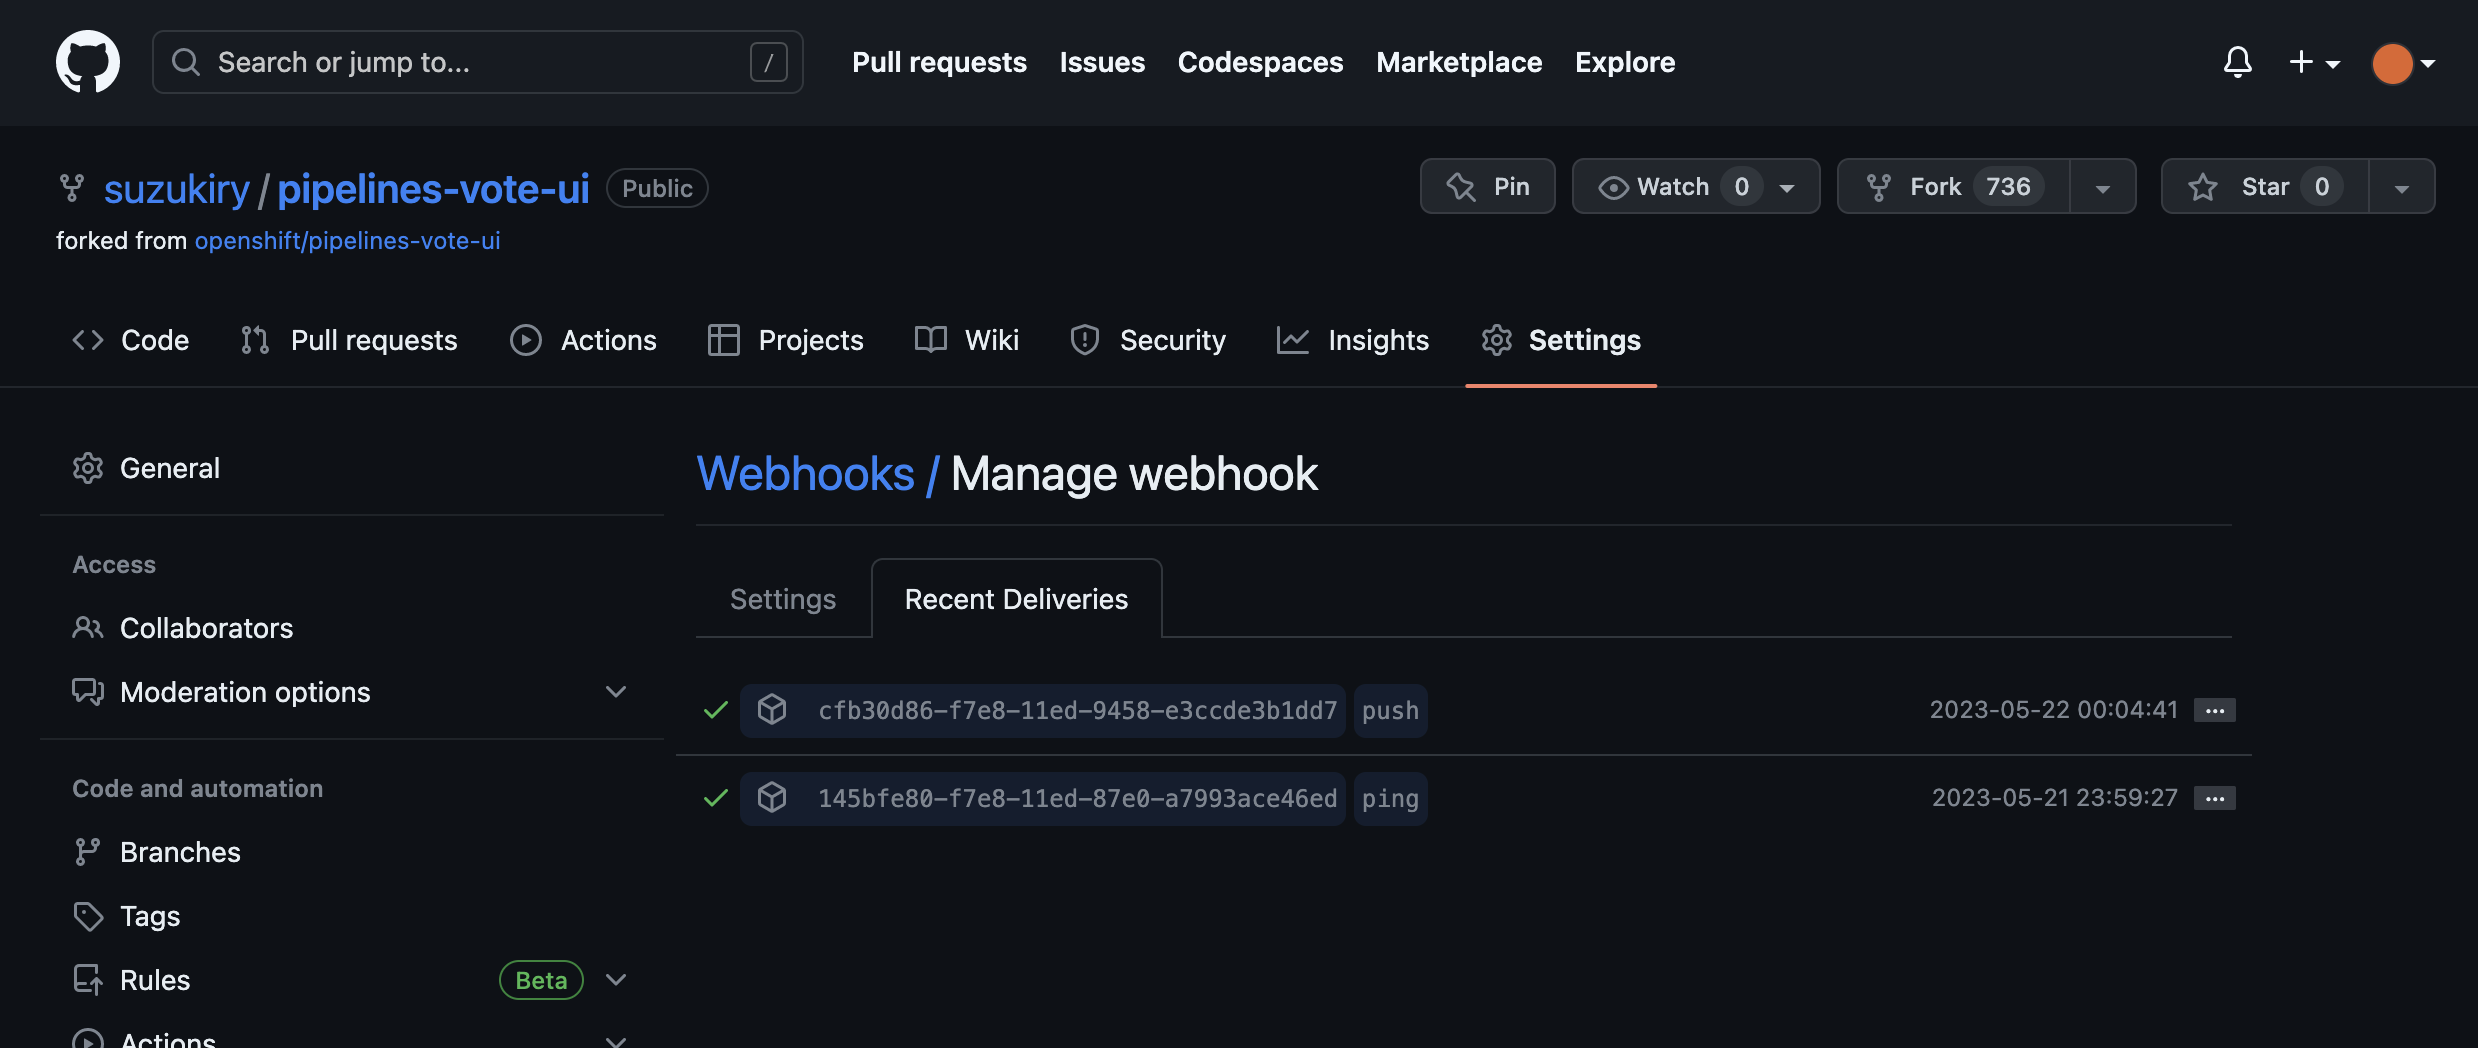 Search or jump to... /
Pull requests Issues Codespaces Marketplace Explore
suzukiry / pipelines-vote-ui Public
Pin Watch 0 Fork 736 Star 0
forked from openshift/pipelines-vote-ui
Code Pull requests Actions Projects Wiki Security Insights Settings
General
Access
Collaborators
Moderation options
Code and automation
Branches
Tags
Rules Beta
Actions
Webhooks / Manage webhook
Settings Recent Deliveries
cfb30d86-f7e8-11ed-9458-e3ccde3b1dd7 push 2023-05-22 00:04:41 ...
145bfe80-f7e8-11ed-87e0-a7993ace46ed ping 2023-05-21 23:59:27 ...